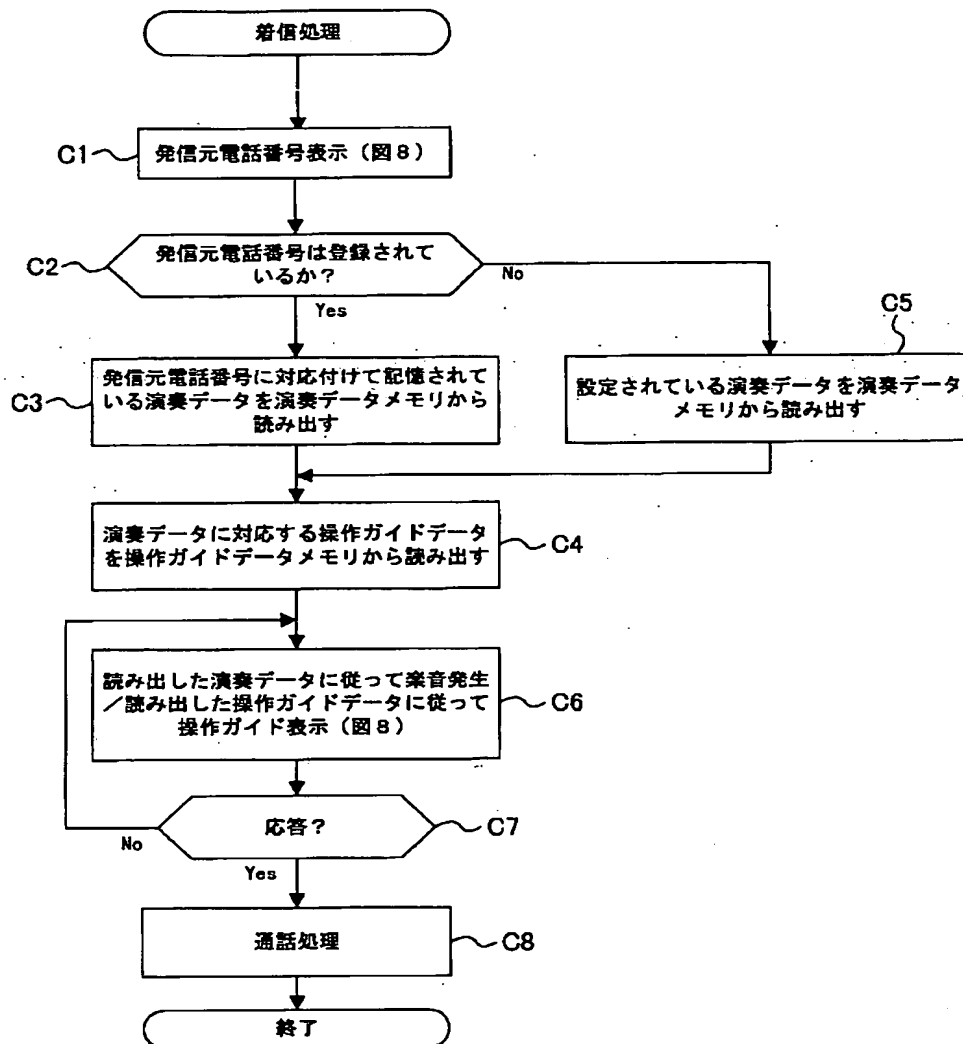 着信処理
C1
発信元電話番号表示（図８）
C2
発信元電話番号は登録されて
いるか？
No
Yes
C5
C3
発信元電話番号に対応付けて記憶されて
いる演奏データを演奏データメモリから
読み出す
設定されている演奏データを演奏データ
メモリから読み出す
演奏データに対応する操作ガイドデータ
を操作ガイドデータメモリから読み出す
C4
読み出した演奏データに従って楽音発生
／読み出した操作ガイドデータに従って
操作ガイド表示（図８）
C6
応答？
C7
No
Yes
通話処理
C8
終了